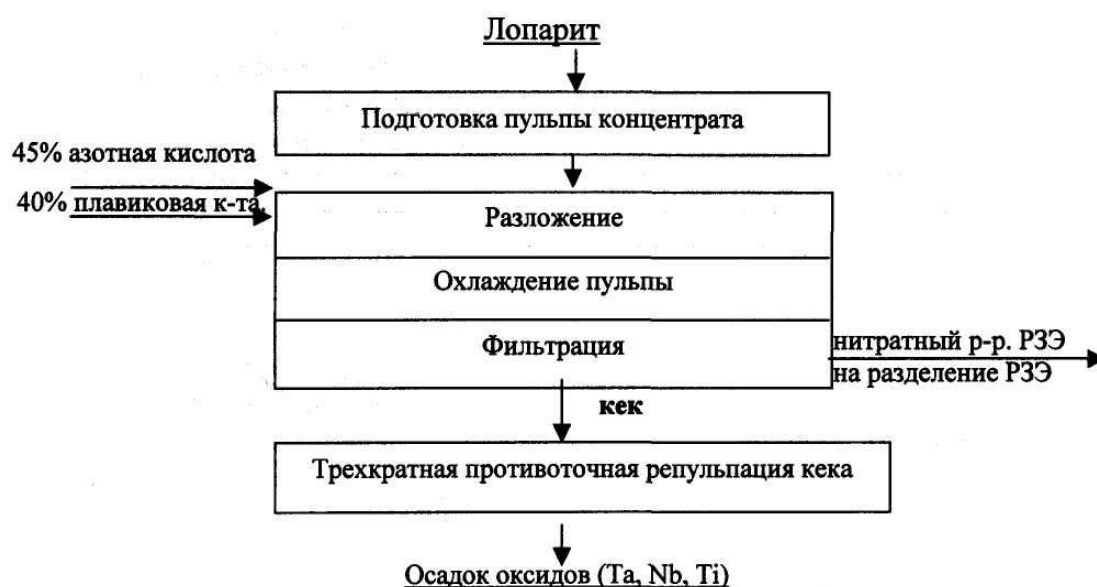 Лопарит
Подготовка пульпы концентрата
45% азотная кислота
40% плавиковая к-та,
Разложение
Охлаждение пульпы
Фильтрация
нитратный р-р. РЗЭ
на разделение РЗЭ
кек
Трехкратная противоточная репульпация кека
Осадок оксидов (Ta, Nb, Ti)